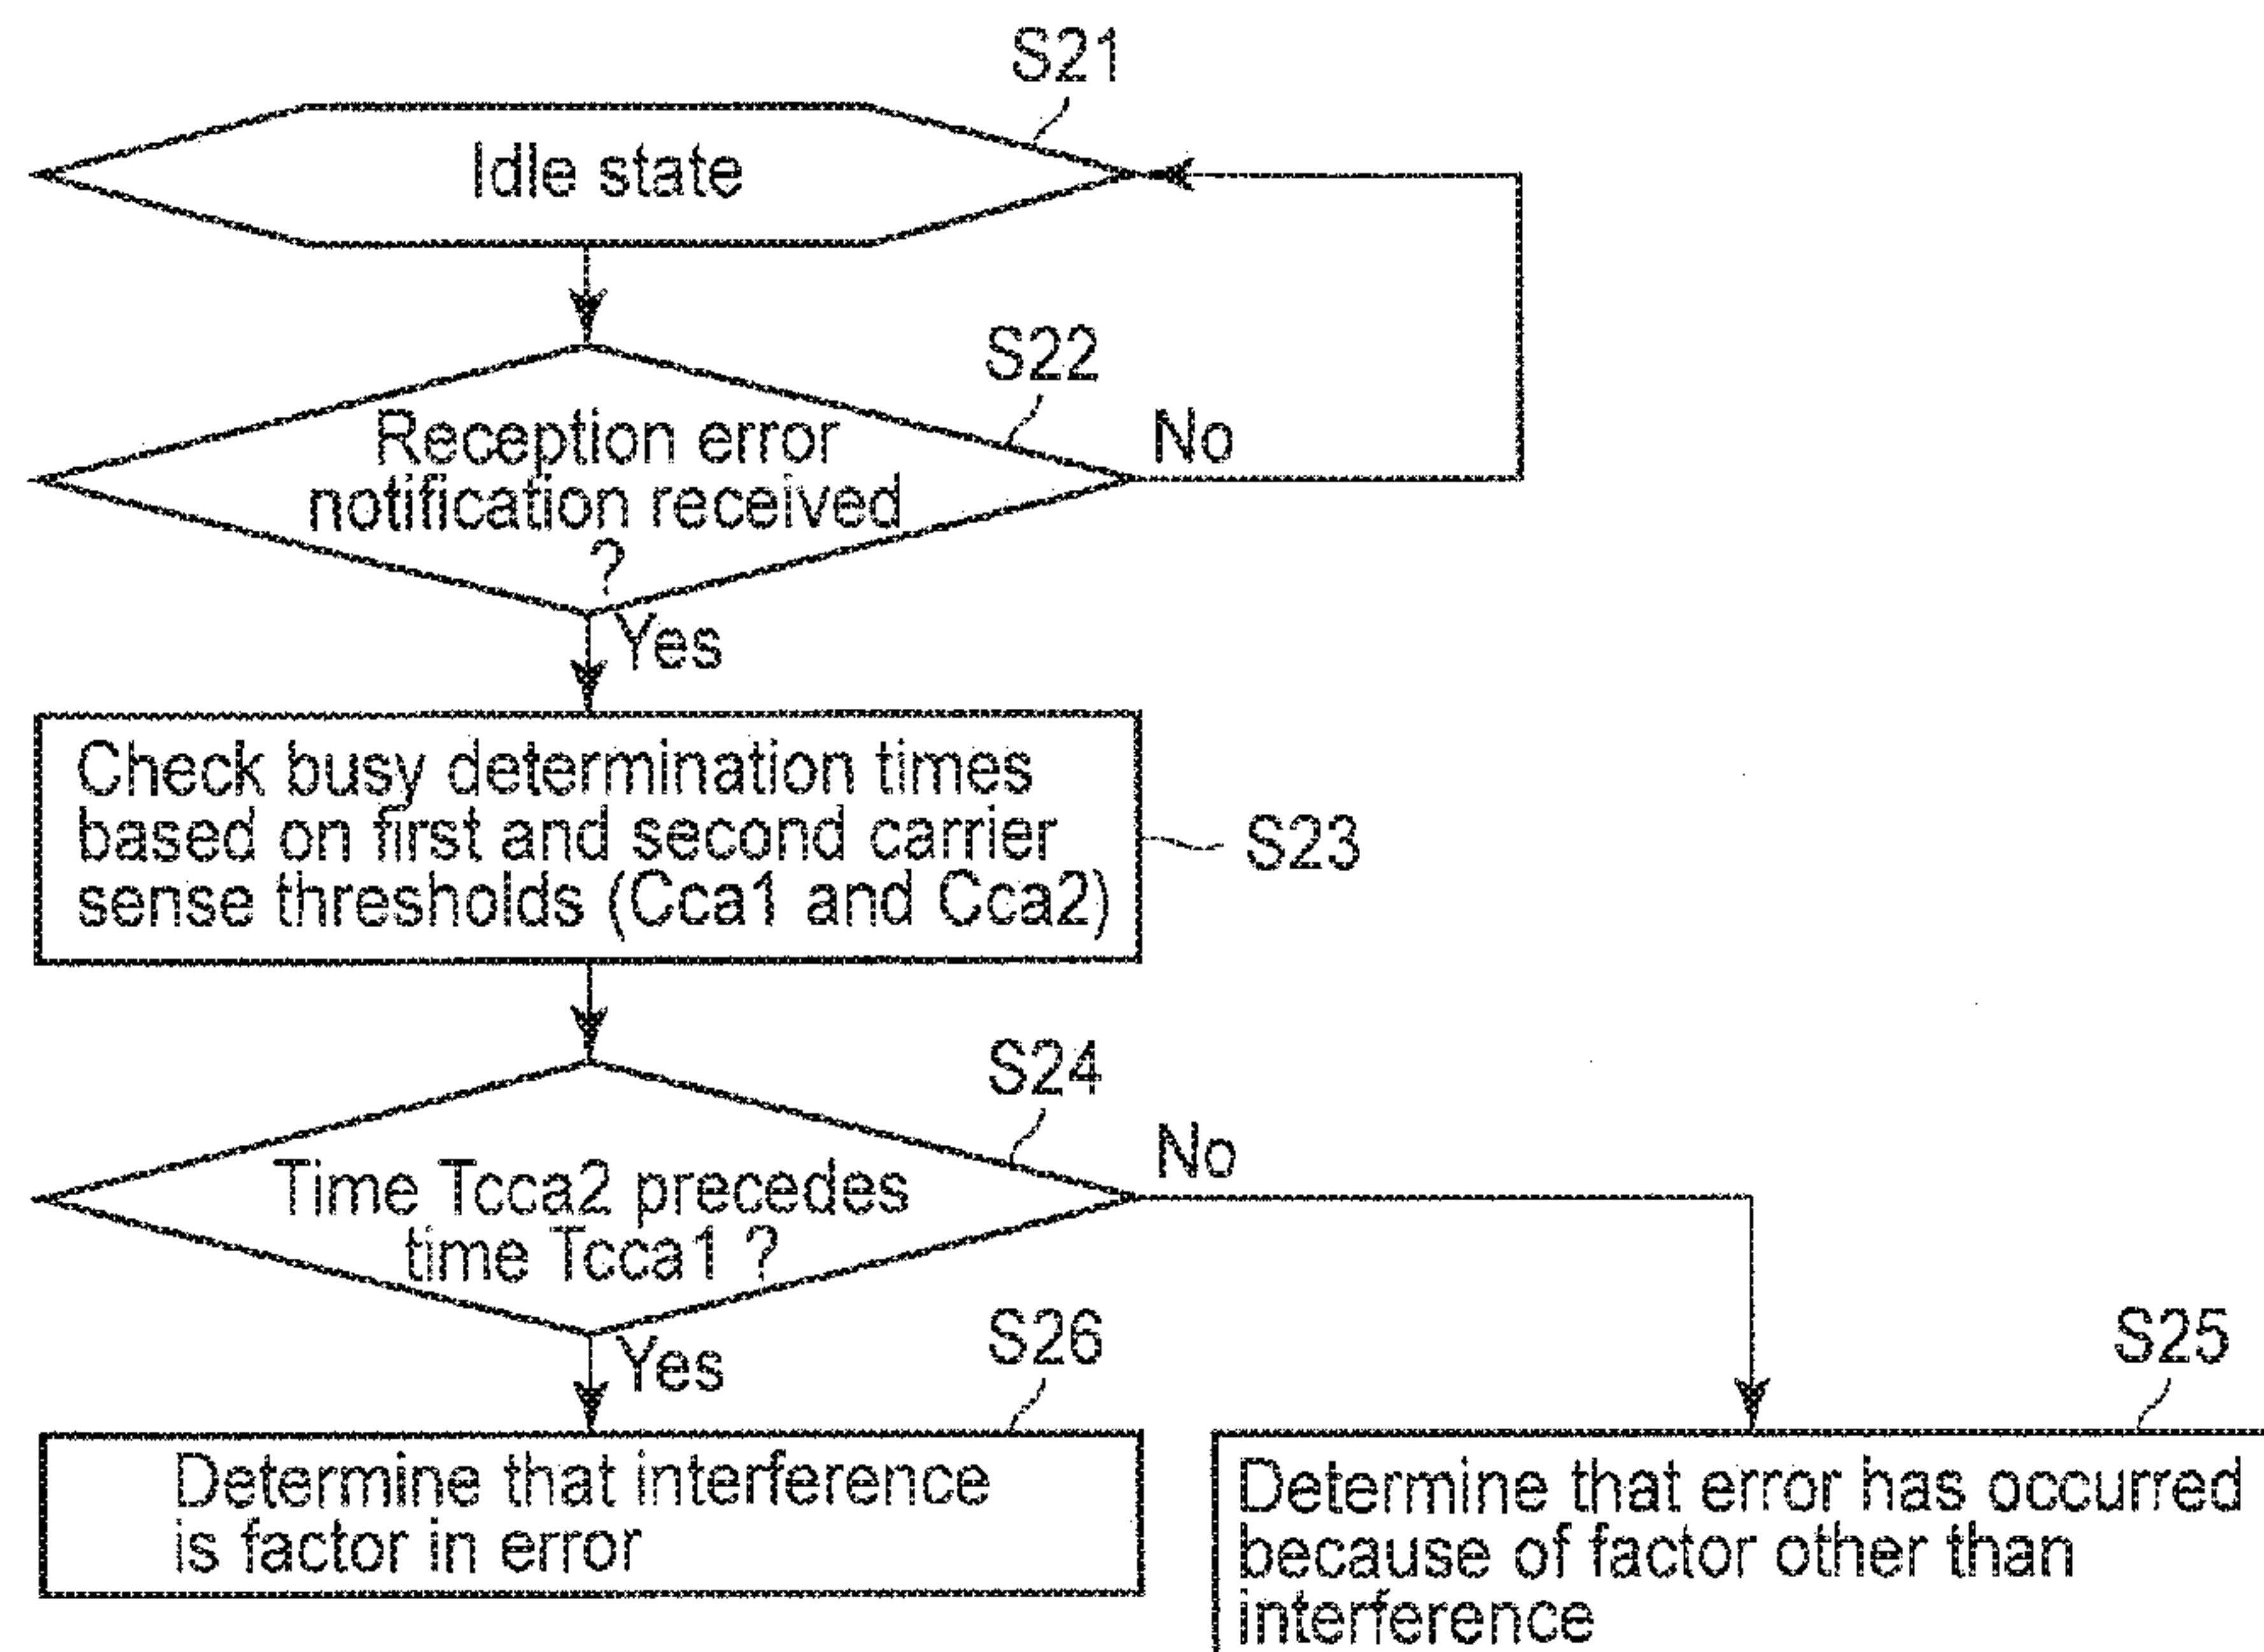 S21
Idle state
S22
Reception error
notification received
?
No
Yes
Check busy determination times
based on first and second carrier
sense thresholds (Cca1 and Cca2)
S23
S24
Time Tcca2 precedes
time Tcca1 ?
No
Yes
S26
Determine that interference
is factor in error
S25
Determine that error has occurred
because of factor other than
interference